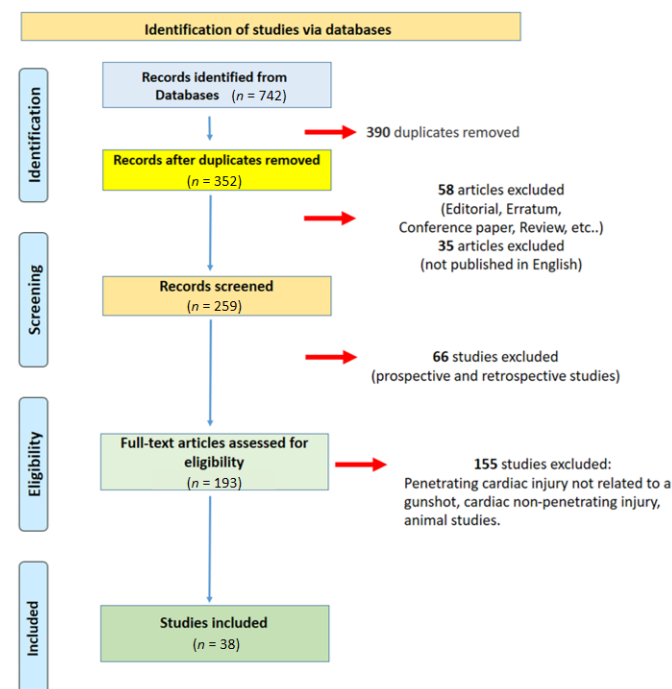 Identification of studies via databases
Identification
Records identified from
Databases (n = 742)
390 duplicates removed
Records after duplicates removed
(n = 352)
58 articles excluded
(Editorial, Erratum,
Conference paper, Review, etc..)
35 articles excluded
(not published in English)
Screening
Records screened
(n = 259)
66 studies excluded
(prospective and retrospective studies)
Eligibility
Full-text articles assessed for
eligibility
(n = 193)
155 studies excluded:
Penetrating cardiac injury not related to a
gunshot, cardiac non-penetrating injury,
animal studies.
Included
Studies included
(n = 38)